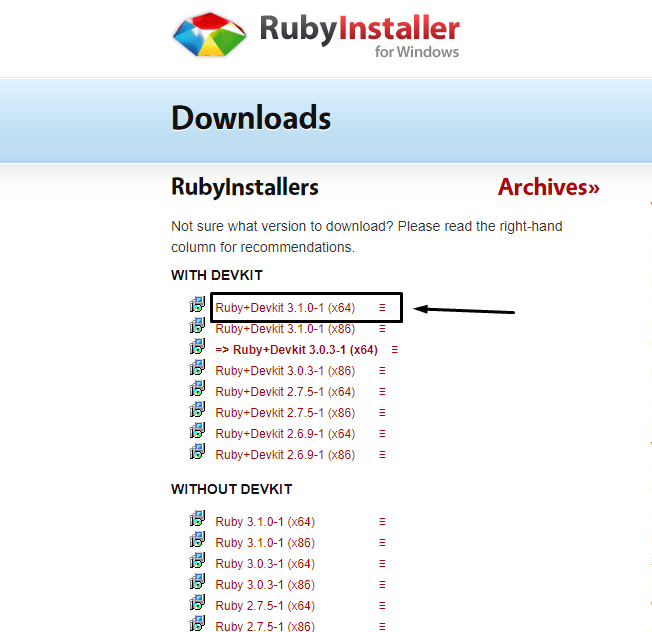 RubyInstaller
for Windows
Downloads
RubyInstallers
Archives»
Not sure what version to download? Please read the right-hand
column for recommendations.
WITH DEVKIT
Ruby+Devkit 3.1.0-1 (x64)
Ruby+Devkit 3.1.0-1 (x86)
=> Ruby+Devkit 3.0.3-1 (x64)
Ruby+Devkit 3.0.3-1 (x86)
Ruby+Devkit 2.7.5-1 (x64)
Ruby+Devkit 2.7.5-1 (x86)
Ruby+Devkit 2.6.9-1 (x64)
Ruby+Devkit 2.6.9-1 (x86)
WITHOUT DEVKIT
Ruby 3.1.0-1 (x64)
Ruby 3.1.0-1 (x86)
Ruby 3.0.3-1 (x64)
Ruby 3.0.3-1 (x86)
Ruby 2.7.5-1 (x64)
Ruby 2.7.5-1 (x86)